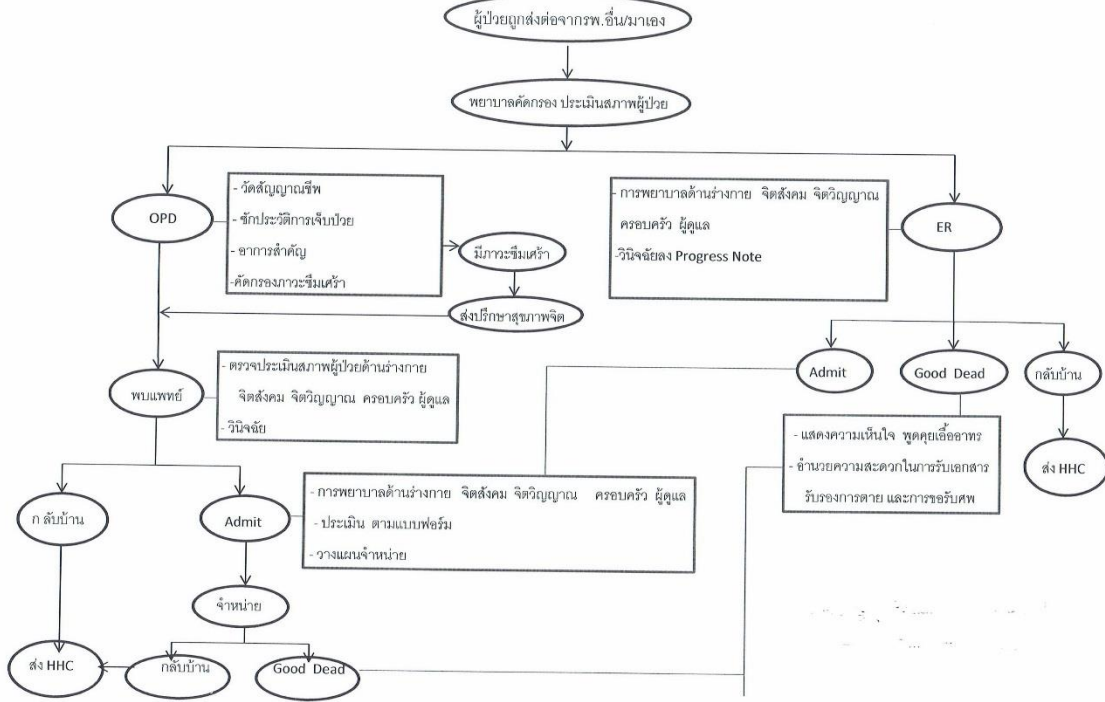 ผู้ป่วยถูกส่งต่อจากรพ.อื่น/มาเอง
พยาบาลคัดกรอง ประเมินสภาพผู้ป่วย
OPD
- วัดสัญญาณชีพ
- ซักประวัติการเจ็บป่วย
- อาการสำคัญ
-คัดกรองภาวะซึมเศร้า
มีภาวะซึมเศร้า
ส่งปรึกษาสุขภาพจิต
- การพยาบาลด้านร่างกาย จิตสังคม จิตวิญญาณ
ครอบครัว ผู้ดูแล
-วินิจฉัยลง Progress Note
ER
พบแพทย์
- ตรวจประเมินสภาพผู้ป่วยด้านร่างกาย
จิตสังคม จิตวิญญาณ ครอบครัว ผู้ดูแล
- วินิจฉัย
Admit
Good Dead
กลับบ้าน
- แสดงความเห็นใจ พูดคุยเอื้ออาทร
- อำนวยความสะดวกในการรับเอกสาร
รับรองการตาย และการขอรับศพ
ส่ง HHC
กลับบ้าน
Admit
- การพยาบาลด้านร่างกาย จิตสังคม จิตวิญญาณ ครอบครัว ผู้ดูแล
- ประเมิน ตามแบบฟอร์ม
- วางแผนจำหน่าย
จำหน่าย
ส่ง HHC
กลับบ้าน
Good Dead